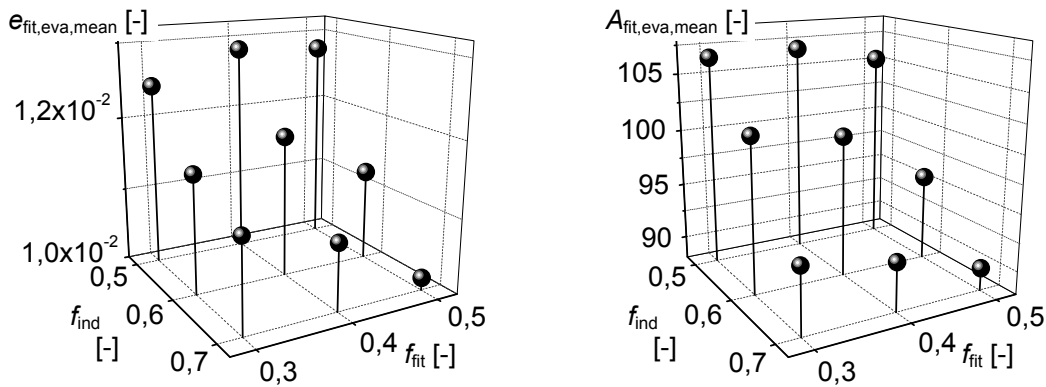 e_fit,eva,mean [-]
1,2x10⁻²
1,0x10⁻²
0,5
0,6
0,7
f_ind
[-]
0,3
0,4
0,5
f_fit [-]
A_fit,eva,mean [-]
105
100
95
90
0,5
0,6
0,7
f_ind
[-]
0,3
0,4
0,5
f_fit [-]